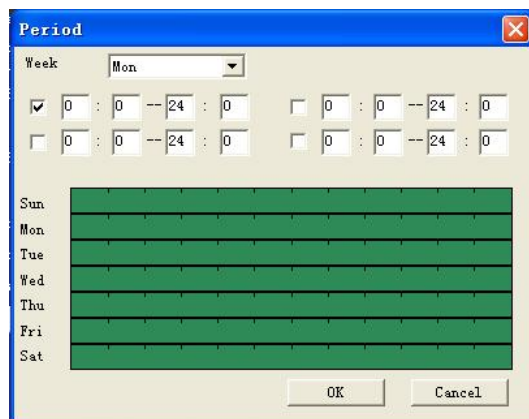 Period
Week Mon
0 : 0 -- 24 : 0 0 : 0 -- 24 : 0
0 : 0 -- 24 : 0 0 : 0 -- 24 : 0
Sun
Mon
Tue
Wed
Thu
Fri
Sat
OK Cancel